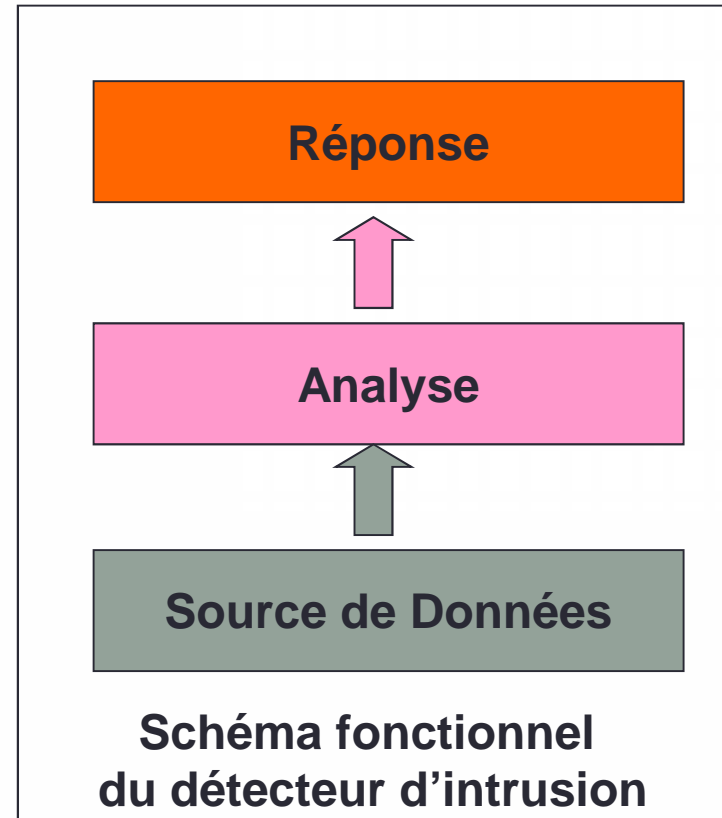 Réponse
Analyse
Source de Données
Schéma fonctionnel
du détecteur d’intrusion